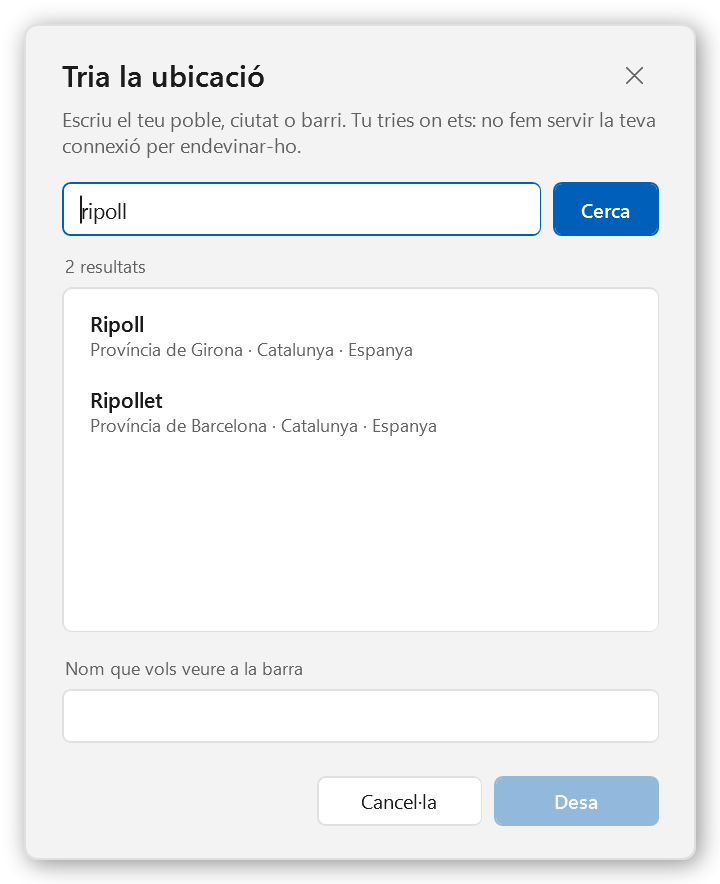 Tria la ubicació
Escriu el teu poble, ciutat o barri. Tu tries on ets: no fem servir la teva
connexió per endevinar-ho.
ripoll
Cerca
2 resultats
Ripoll
Província de Girona · Catalunya · Espanya
Ripollet
Província de Barcelona · Catalunya · Espanya
Nom que vols veure a la barra
Cancel·la
Desa